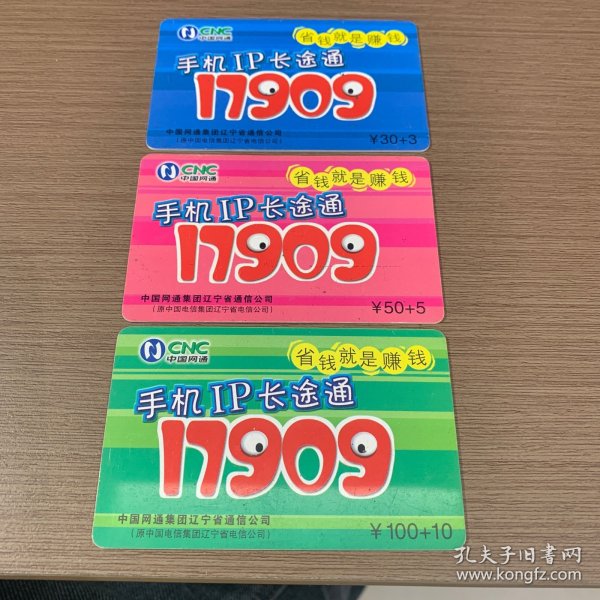 CNC
中国网通
省钱就是赚钱
手机IP长途通
17909
中国网通集团辽宁省通信公司
(原中国电信集团辽宁省电信公司)
¥30+3
CNC
中国网通
省钱就是赚钱
手机IP长途通
17909
中国网通集团辽宁省通信公司
(原中国电信集团辽宁省电信公司)
¥50+5
CNC
中国网通
省钱就是赚钱
手机IP长途通
17909
中国网通集团辽宁省通信公司
(原中国电信集团辽宁省电信公司)
¥100+10
孔夫子旧书网
www.kongfz.com